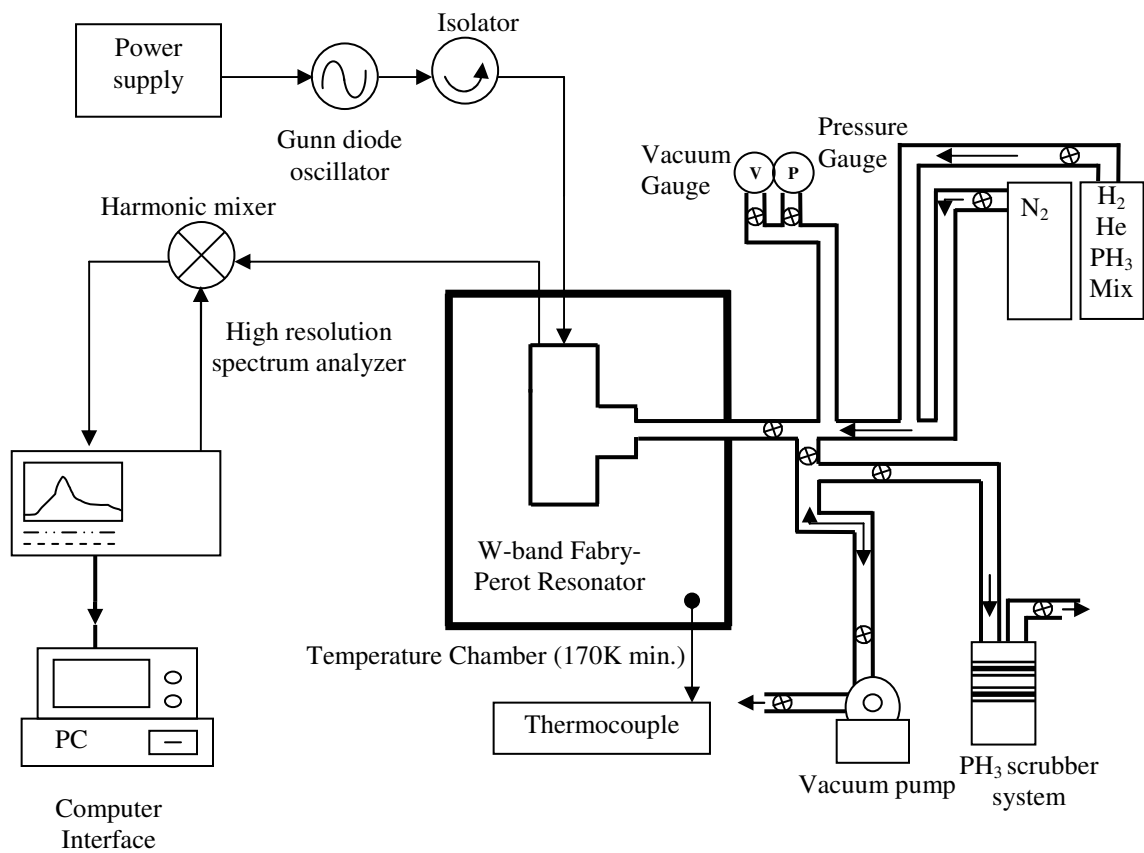 Power
supply
Isolator
Gunn diode
oscillator
Harmonic mixer
High resolution
spectrum analyzer
Vacuum
Gauge
Pressure
Gauge
V
P
N₂
H₂
He
PH₃
Mix
W-band Fabry-
Perot Resonator
Temperature Chamber (170K min.)
Thermocouple
Vacuum pump
PH₃ scrubber
system
PC
Computer
Interface